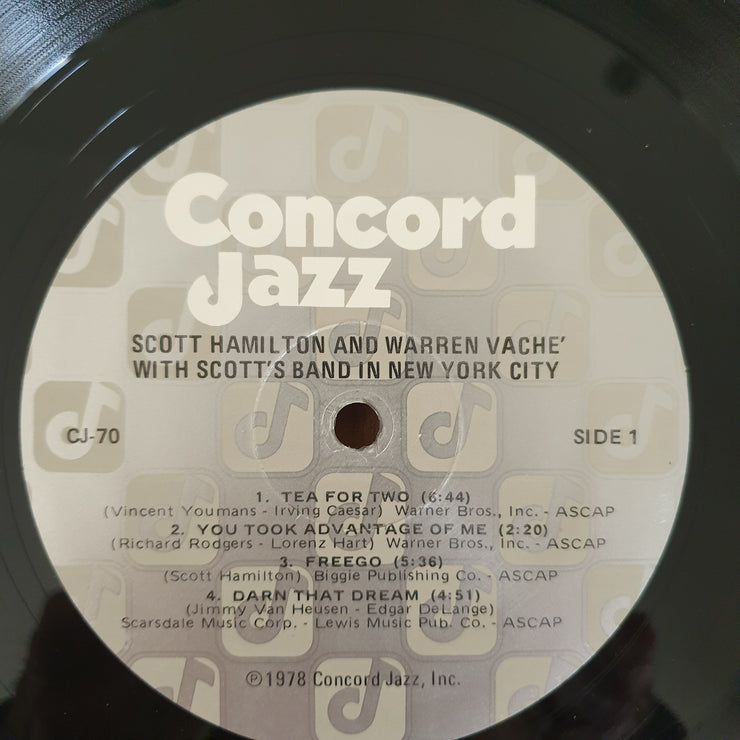 Concord
Jazz
SCOTT HAMILTON AND WARREN VACHE'
WITH SCOTT'S BAND IN NEW YORK CITY
CJ-70
SIDE 1
1. TEA FOR TWO (6:44)
(Vincent Youmans - Irving Caesar) Warner Bros., Inc. - ASCAP
2. YOU TOOK ADVANTAGE OF ME (2:20)
(Richard Rodgers - Lorenz Hart) Warner Bros., Inc. - ASCAP
3. FREEGO (5:36)
(Scott Hamilton) Biggie Publishing Co. - ASCAP
4. DARN THAT DREAM (4:51)
(Jimmy Van Heusen - Edgar DeLange)
Scarsdale Music Corp. - Lewis Music Pub. Co. - ASCAP
℗1978 Concord Jazz, Inc.